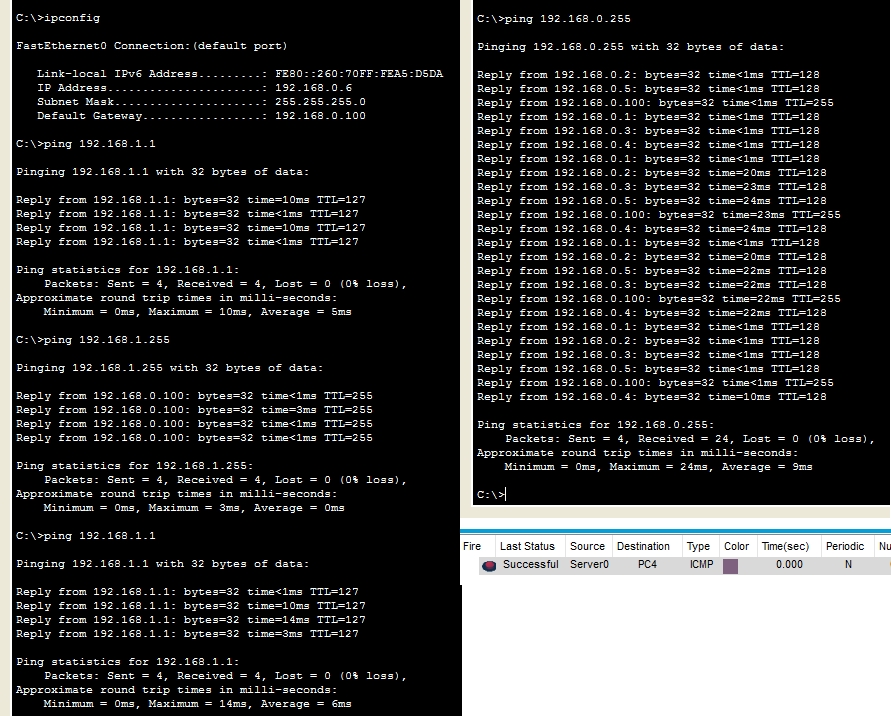 C:\>ipconfig
FastEthernet0 Connection:(default port)
Link-local IPv6 Address.........: FE80::260:70FF:FEA5:D5DA
IP Address......................: 192.168.0.6
Subnet Mask.....................: 255.255.255.0
Default Gateway.................: 192.168.0.100
C:\>ping 192.168.1.1
Pinging 192.168.1.1 with 32 bytes of data:
Reply from 192.168.1.1: bytes=32 time=10ms TTL=127
Reply from 192.168.1.1: bytes=32 time<1ms TTL=127
Reply from 192.168.1.1: bytes=32 time=10ms TTL=127
Reply from 192.168.1.1: bytes=32 time<1ms TTL=127
Ping statistics for 192.168.1.1:
Packets: Sent = 4, Received = 4, Lost = 0 (0% loss),
Approximate round trip times in milli-seconds:
Minimum = 0ms, Maximum = 10ms, Average = 5ms
C:\>ping 192.168.1.255
Pinging 192.168.1.255 with 32 bytes of data:
Reply from 192.168.0.100: bytes=32 time<1ms TTL=255
Reply from 192.168.0.100: bytes=32 time=3ms TTL=255
Reply from 192.168.0.100: bytes=32 time<1ms TTL=255
Reply from 192.168.0.100: bytes=32 time<1ms TTL=255
Ping statistics for 192.168.1.255:
Packets: Sent = 4, Received = 4, Lost = 0 (0% loss),
Approximate round trip times in milli-seconds:
Minimum = 0ms, Maximum = 3ms, Average = 0ms
C:\>ping 192.168.1.1
Pinging 192.168.1.1 with 32 bytes of data:
Reply from 192.168.1.1: bytes=32 time<1ms TTL=127
Reply from 192.168.1.1: bytes=32 time=10ms TTL=127
Reply from 192.168.1.1: bytes=32 time=14ms TTL=127
Reply from 192.168.1.1: bytes=32 time=3ms TTL=127
Ping statistics for 192.168.1.1:
Packets: Sent = 4, Received = 4, Lost = 0 (0% loss),
Approximate round trip times in milli-seconds:
Minimum = 0ms, Maximum = 14ms, Average = 6ms
C:\>ping 192.168.0.255
Pinging 192.168.0.255 with 32 bytes of data:
Reply from 192.168.0.2: bytes=32 time<1ms TTL=128
Reply from 192.168.0.5: bytes=32 time<1ms TTL=128
Reply from 192.168.0.100: bytes=32 time<1ms TTL=255
Reply from 192.168.0.1: bytes=32 time<1ms TTL=128
Reply from 192.168.0.3: bytes=32 time<1ms TTL=128
Reply from 192.168.0.4: bytes=32 time<1ms TTL=128
Reply from 192.168.0.1: bytes=32 time<1ms TTL=128
Reply from 192.168.0.2: bytes=32 time=20ms TTL=128
Reply from 192.168.0.3: bytes=32 time=23ms TTL=128
Reply from 192.168.0.5: bytes=32 time=24ms TTL=128
Reply from 192.168.0.100: bytes=32 time=23ms TTL=255
Reply from 192.168.0.4: bytes=32 time=24ms TTL=128
Reply from 192.168.0.1: bytes=32 time<1ms TTL=128
Reply from 192.168.0.2: bytes=32 time=20ms TTL=128
Reply from 192.168.0.5: bytes=32 time=22ms TTL=128
Reply from 192.168.0.3: bytes=32 time=22ms TTL=128
Reply from 192.168.0.100: bytes=32 time=22ms TTL=255
Reply from 192.168.0.4: bytes=32 time=22ms TTL=128
Reply from 192.168.0.1: bytes=32 time<1ms TTL=128
Reply from 192.168.0.2: bytes=32 time<1ms TTL=128
Reply from 192.168.0.3: bytes=32 time<1ms TTL=128
Reply from 192.168.0.5: bytes=32 time<1ms TTL=128
Reply from 192.168.0.100: bytes=32 time<1ms TTL=255
Reply from 192.168.0.4: bytes=32 time=10ms TTL=128
Ping statistics for 192.168.0.255:
Packets: Sent = 4, Received = 24, Lost = 0 (0% loss),
Approximate round trip times in milli-seconds:
Minimum = 0ms, Maximum = 24ms, Average = 9ms
C:\>
Fire Last Status Source Destination Type Color Time(sec) Periodic Nu
Successful Server0 PC4 ICMP 0.000 N